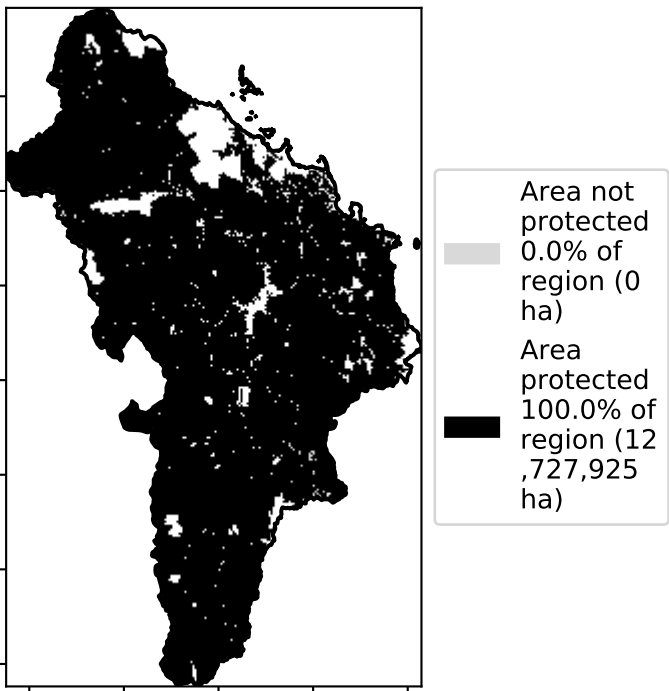 Area not
protected
0.0% of
region (0
ha)
Area
protected
100.0% of
region (12
,727,925
ha)